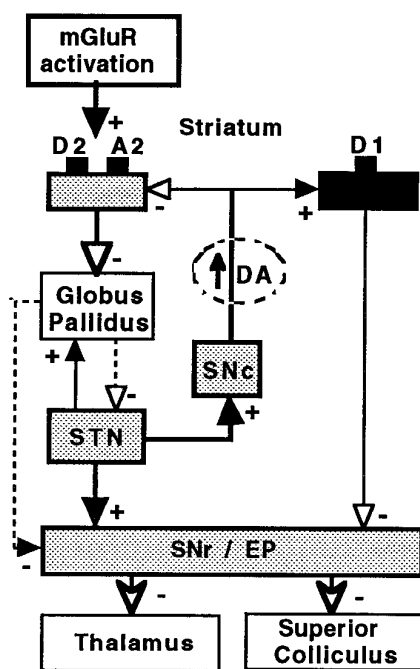 mGluR
activation
+
D2 A2
Striatum
D1
-
+
-
DA
Globus
Pallidus
SNc
+
-
+
STN
+
-
-
SNr / EP
-
-
Thalamus
Superior
Colliculus